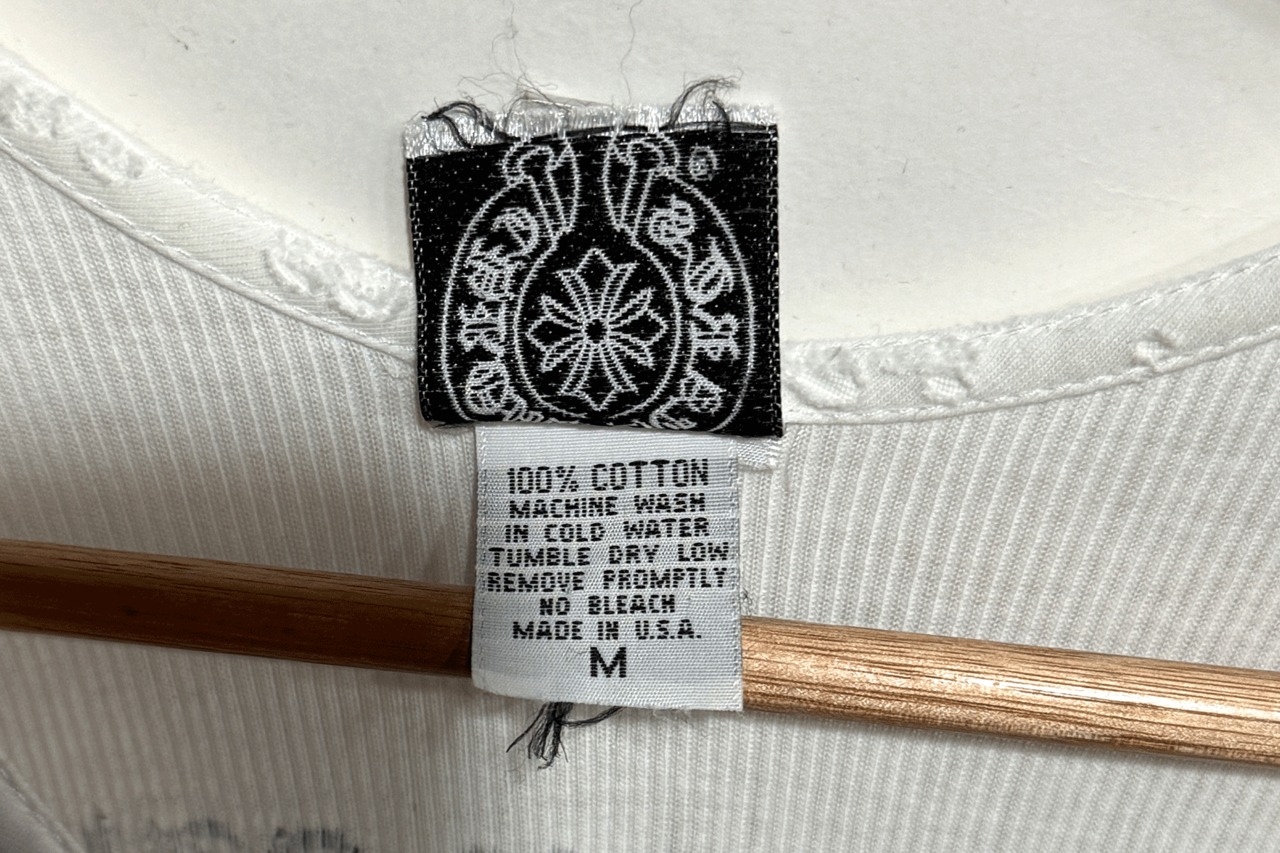 ®
100% COTTON
MACHINE WASH
IN COLD WATER
TUMBLE DRY LOW
REMOVE PROMPTLY
NO BLEACH
MADE IN U.S.A.
M